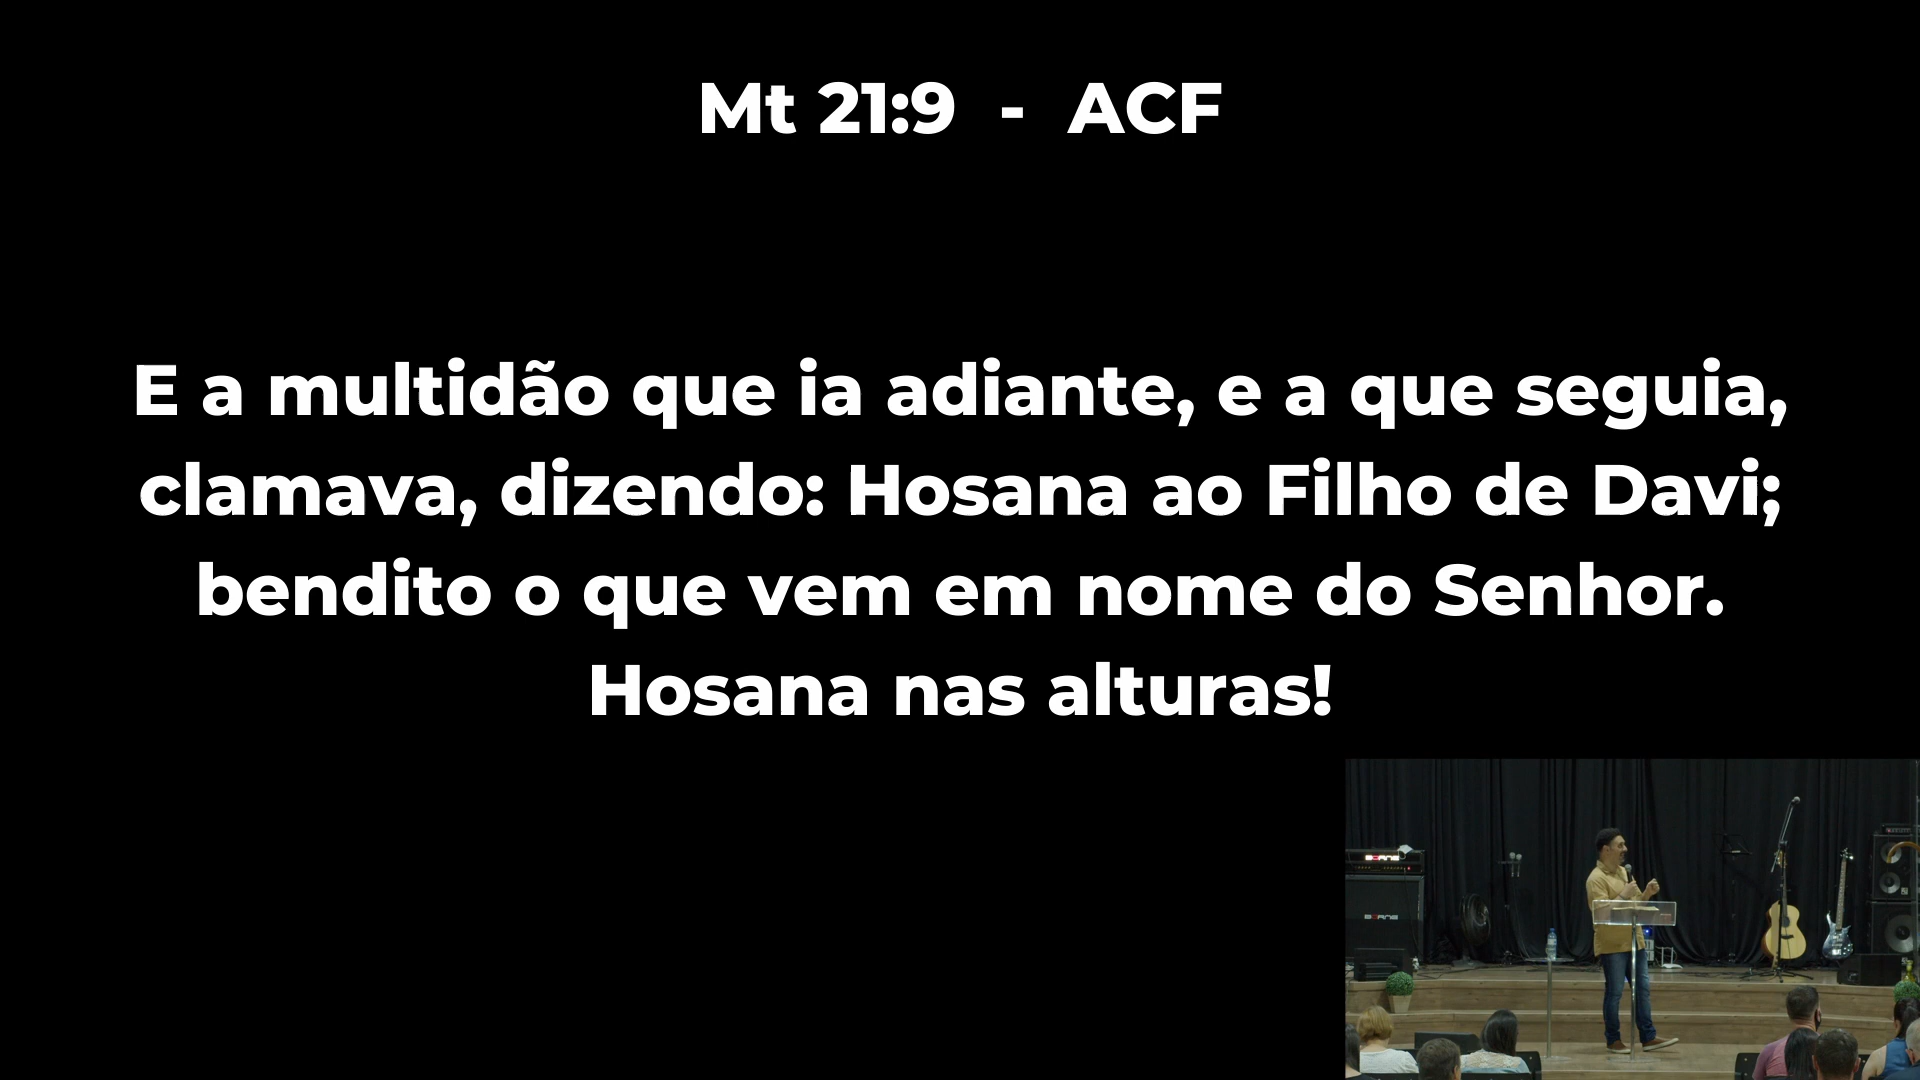 Mt 21:9 - ACF
E a multidão que ia adiante, e a que seguia,
clamava, dizendo: Hosana ao Filho de Davi;
bendito o que vem em nome do Senhor.
Hosana nas alturas!